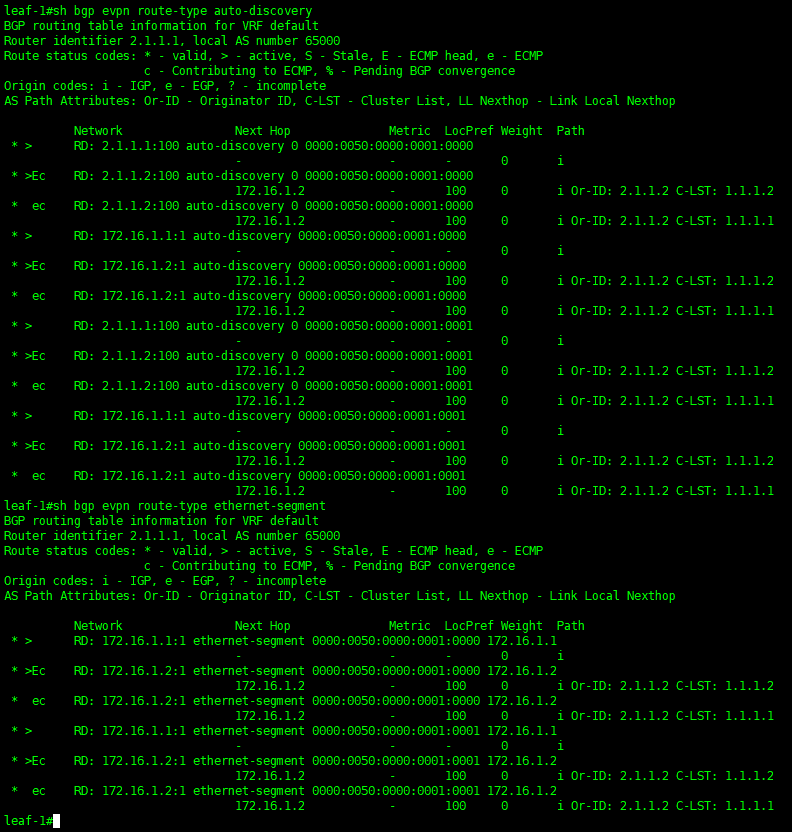 leaf-1#sh bgp evpn route-type auto-discovery
BGP routing table information for VRF default
Router identifier 2.1.1.1, local AS number 65000
Route status codes: * - valid, > - active, S - Stale, E - ECMP head, e - ECMP
                    c - Contributing to ECMP, % - Pending BGP convergence
Origin codes: i - IGP, e - EGP, ? - incomplete
AS Path Attributes: Or-ID - Originator ID, C-LST - Cluster List, LL Nexthop - Link Local Nexthop

          Network                Next Hop              Metric  LocPref Weight  Path
 * >      RD: 2.1.1.1:100 auto-discovery 0 0000:0050:0000:0001:0000
                                 -                     -       -       0       i
 * >Ec    RD: 2.1.1.2:100 auto-discovery 0 0000:0050:0000:0001:0000
                                 172.16.1.2            -       100     0       i Or-ID: 2.1.1.2 C-LST: 1.1.1.2
 *  ec    RD: 2.1.1.2:100 auto-discovery 0 0000:0050:0000:0001:0000
                                 172.16.1.2            -       100     0       i Or-ID: 2.1.1.2 C-LST: 1.1.1.1
 * >      RD: 172.16.1.1:1 auto-discovery 0000:0050:0000:0001:0000
                                 -                     -       -       0       i
 * >Ec    RD: 172.16.1.2:1 auto-discovery 0000:0050:0000:0001:0000
                                 172.16.1.2            -       100     0       i Or-ID: 2.1.1.2 C-LST: 1.1.1.2
 *  ec    RD: 172.16.1.2:1 auto-discovery 0000:0050:0000:0001:0000
                                 172.16.1.2            -       100     0       i Or-ID: 2.1.1.2 C-LST: 1.1.1.1
 * >      RD: 2.1.1.1:100 auto-discovery 0 0000:0050:0000:0001:0001
                                 -                     -       -       0       i
 * >Ec    RD: 2.1.1.2:100 auto-discovery 0 0000:0050:0000:0001:0001
                                 172.16.1.2            -       100     0       i Or-ID: 2.1.1.2 C-LST: 1.1.1.2
 *  ec    RD: 2.1.1.2:100 auto-discovery 0 0000:0050:0000:0001:0001
                                 172.16.1.2            -       100     0       i Or-ID: 2.1.1.2 C-LST: 1.1.1.1
 * >      RD: 172.16.1.1:1 auto-discovery 0000:0050:0000:0001:0001
                                 -                     -       -       0       i
 * >Ec    RD: 172.16.1.2:1 auto-discovery 0000:0050:0000:0001:0001
                                 172.16.1.2            -       100     0       i Or-ID: 2.1.1.2 C-LST: 1.1.1.2
 *  ec    RD: 172.16.1.2:1 auto-discovery 0000:0050:0000:0001:0001
                                 172.16.1.2            -       100     0       i Or-ID: 2.1.1.2 C-LST: 1.1.1.1
leaf-1#sh bgp evpn route-type ethernet-segment
BGP routing table information for VRF default
Router identifier 2.1.1.1, local AS number 65000
Route status codes: * - valid, > - active, S - Stale, E - ECMP head, e - ECMP
                    c - Contributing to ECMP, % - Pending BGP convergence
Origin codes: i - IGP, e - EGP, ? - incomplete
AS Path Attributes: Or-ID - Originator ID, C-LST - Cluster List, LL Nexthop - Link Local Nexthop

          Network                Next Hop              Metric  LocPref Weight  Path
 * >      RD: 172.16.1.1:1 ethernet-segment 0000:0050:0000:0001:0000 172.16.1.1
                                 -                     -       -       0       i
 * >Ec    RD: 172.16.1.2:1 ethernet-segment 0000:0050:0000:0001:0000 172.16.1.2
                                 172.16.1.2            -       100     0       i Or-ID: 2.1.1.2 C-LST: 1.1.1.2
 *  ec    RD: 172.16.1.2:1 ethernet-segment 0000:0050:0000:0001:0000 172.16.1.2
                                 172.16.1.2            -       100     0       i Or-ID: 2.1.1.2 C-LST: 1.1.1.1
 * >      RD: 172.16.1.1:1 ethernet-segment 0000:0050:0000:0001:0001 172.16.1.1
                                 -                     -       -       0       i
 * >Ec    RD: 172.16.1.2:1 ethernet-segment 0000:0050:0000:0001:0001 172.16.1.2
                                 172.16.1.2            -       100     0       i Or-ID: 2.1.1.2 C-LST: 1.1.1.2
 *  ec    RD: 172.16.1.2:1 ethernet-segment 0000:0050:0000:0001:0001 172.16.1.2
                                 172.16.1.2            -       100     0       i Or-ID: 2.1.1.2 C-LST: 1.1.1.1
leaf-1#